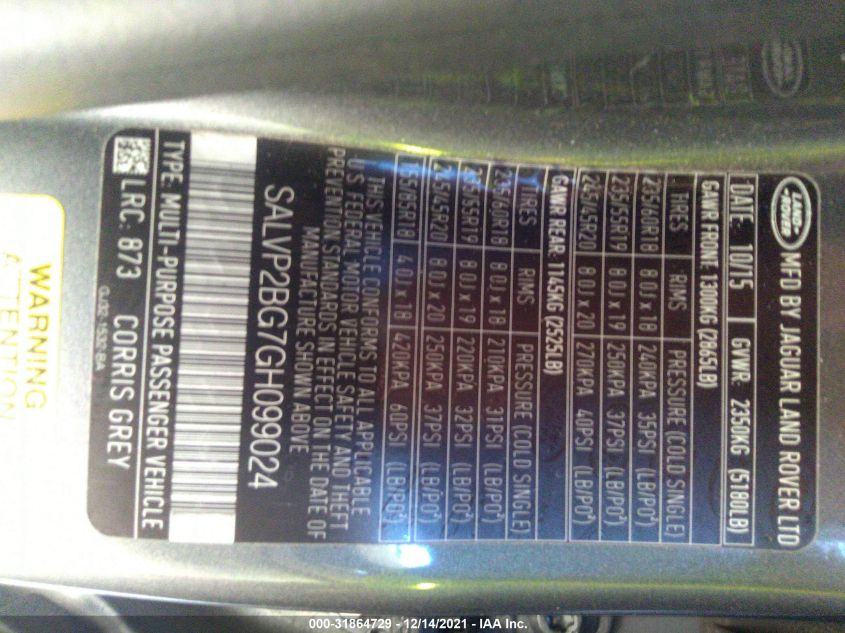 LAND ROVER MFD BY JAGUAR LAND ROVER LTD
DATE: 10/15 GVWR: 2350KG (5180LB)
GAWR FRONT: 1300KG (2865LB)
TIRES RIMS PRESSURE (COLD SINGLE)
235/60R18 8.0J x 18 240KPA 35PSI (LB/PO²)
235/55R19 8.0J x 19 250KPA 37PSI (LB/PO²)
245/45R20 8.0J x 20 270KPA 40PSI (LB/PO²)
GAWR REAR: 1145KG (2525LB)
TIRES RIMS PRESSURE (COLD SINGLE)
235/60R18 8.0J x 18 210KPA 31PSI (LB/PO²)
235/55R19 8.0J x 19 220KPA 32PSI (LB/PO²)
245/45R20 8.0J x 20 250KPA 37PSI (LB/PO²)
155/85R18 4.0J x 18 420KPA 60PSI (LB/PO²)
THIS VEHICLE CONFORMS TO ALL APPLICABLE
U.S FEDERAL MOTOR VEHICLE SAFETY AND THEFT
PREVENTION STANDARDS IN EFFECT ON THE DATE OF
MANUFACTURE SHOWN ABOVE
SALVP2BG7GH099024
TYPE: MULTI-PURPOSE PASSENGER VEHICLE
LRC: 873 CORRIS GREY
WARNING
ATTENTION
000-31864729 - 12/14/2021 - IAA Inc.